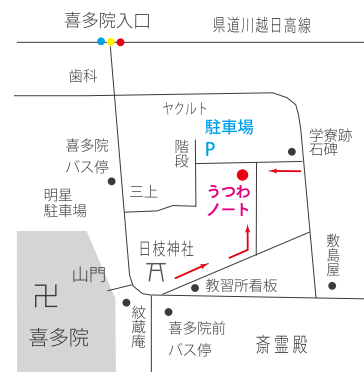 喜多院入口
県道川越日高線
歯科
ヤクルト
駐車場
P
階段
学寮跡
石碑
喜多院
バス停
明星
駐車場
三上
うつわ
ノート
日枝神社
敷島屋
山門
卍
喜多院
教習所看板
紋蔵庵
喜多院前
バス停
斎霊殿